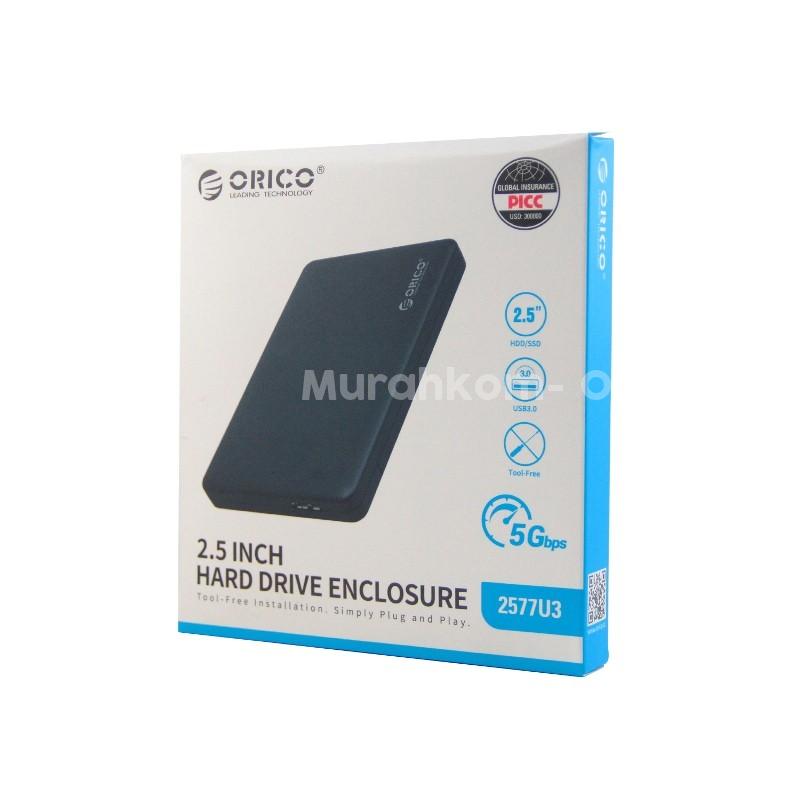 ORICO®
LEADING TECHNOLOGY
GLOBAL INSURANCE
PICC
USD: 300000
ORICO®
ORICO®
2.5"
HDD/SSD
3.0
USB3.0
Tool-Free
5Gbps
Murahkom- O
2.5 INCH
HARD DRIVE ENCLOSURE
Tool-Free Installation. Simply Plug and Play.
2577U3